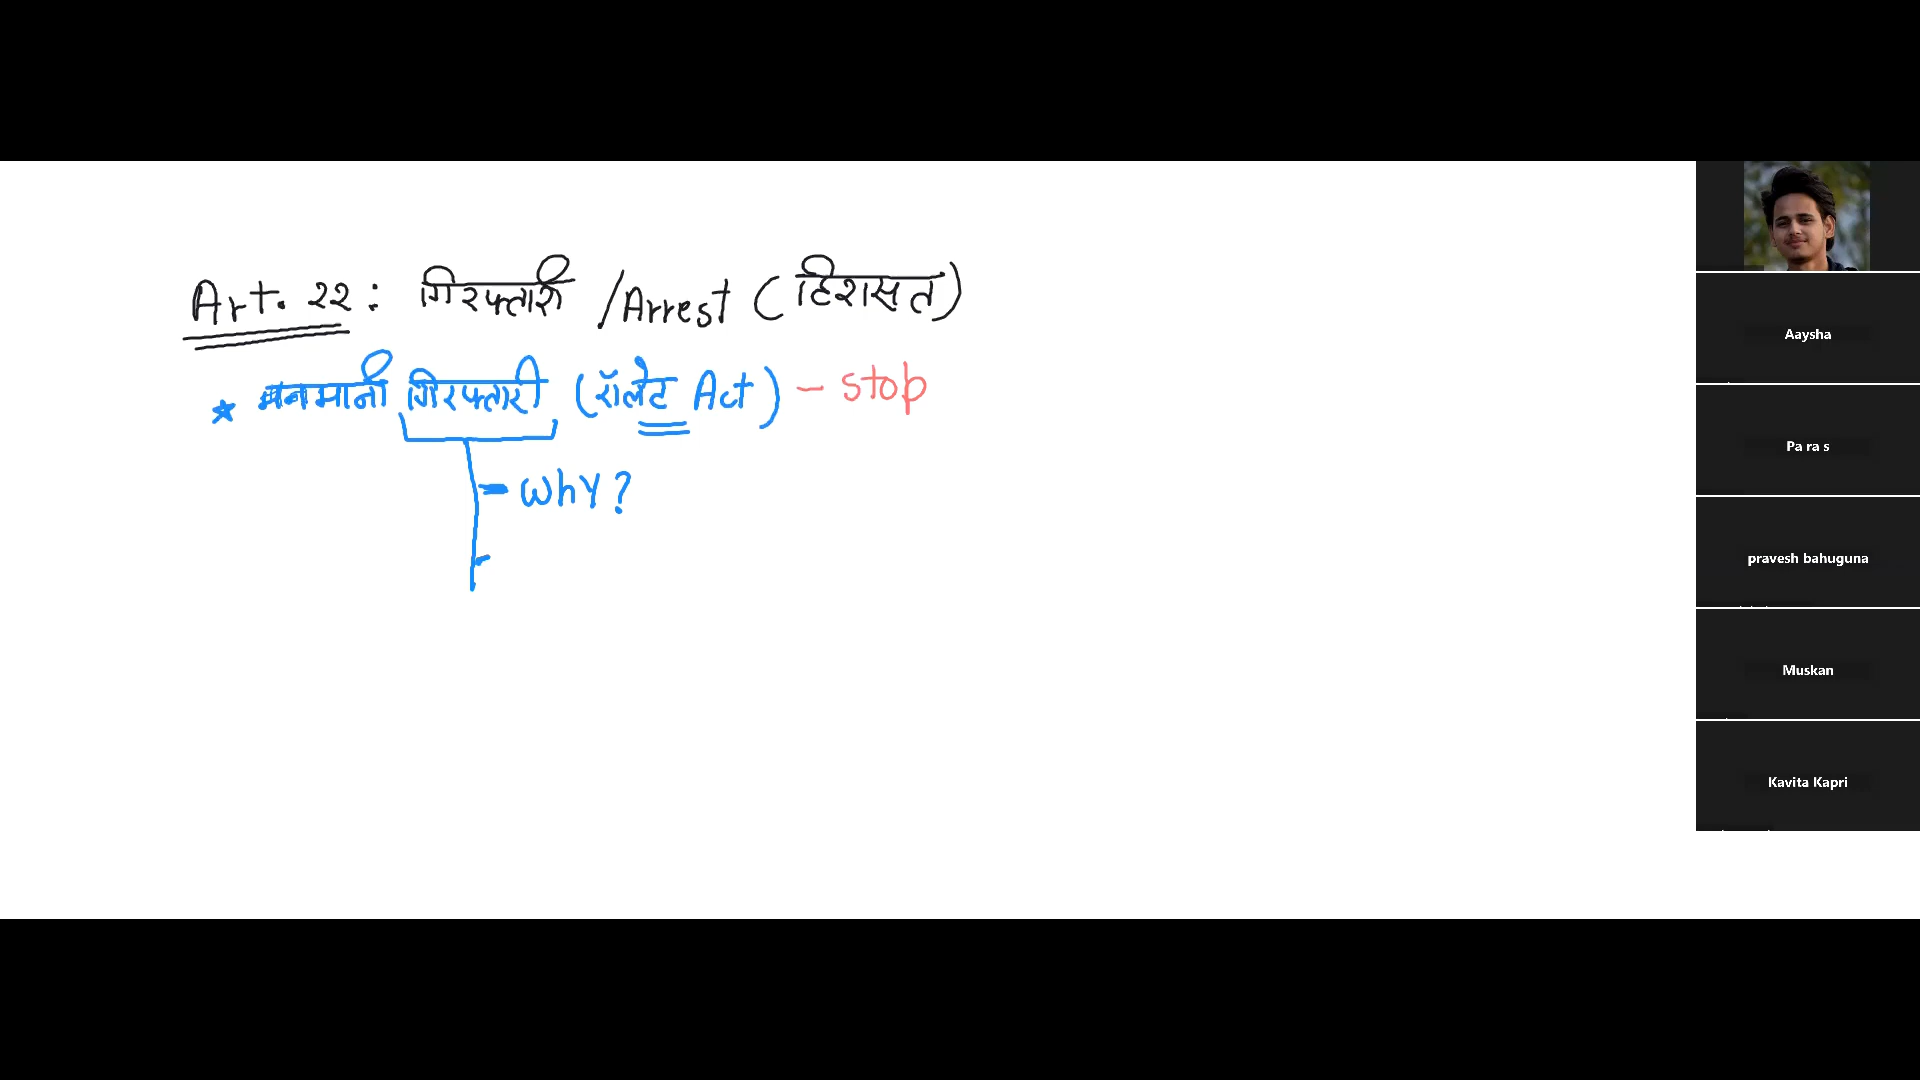 Art. 22 : गिरफ्तारी / Arrest (हिरासत)
* मनमानी गिरफ्तारी (रॉलेट Act) - stop
- Why?
Aaysha
Pa ra s
pravesh bahuguna
Muskan
Kavita Kapri